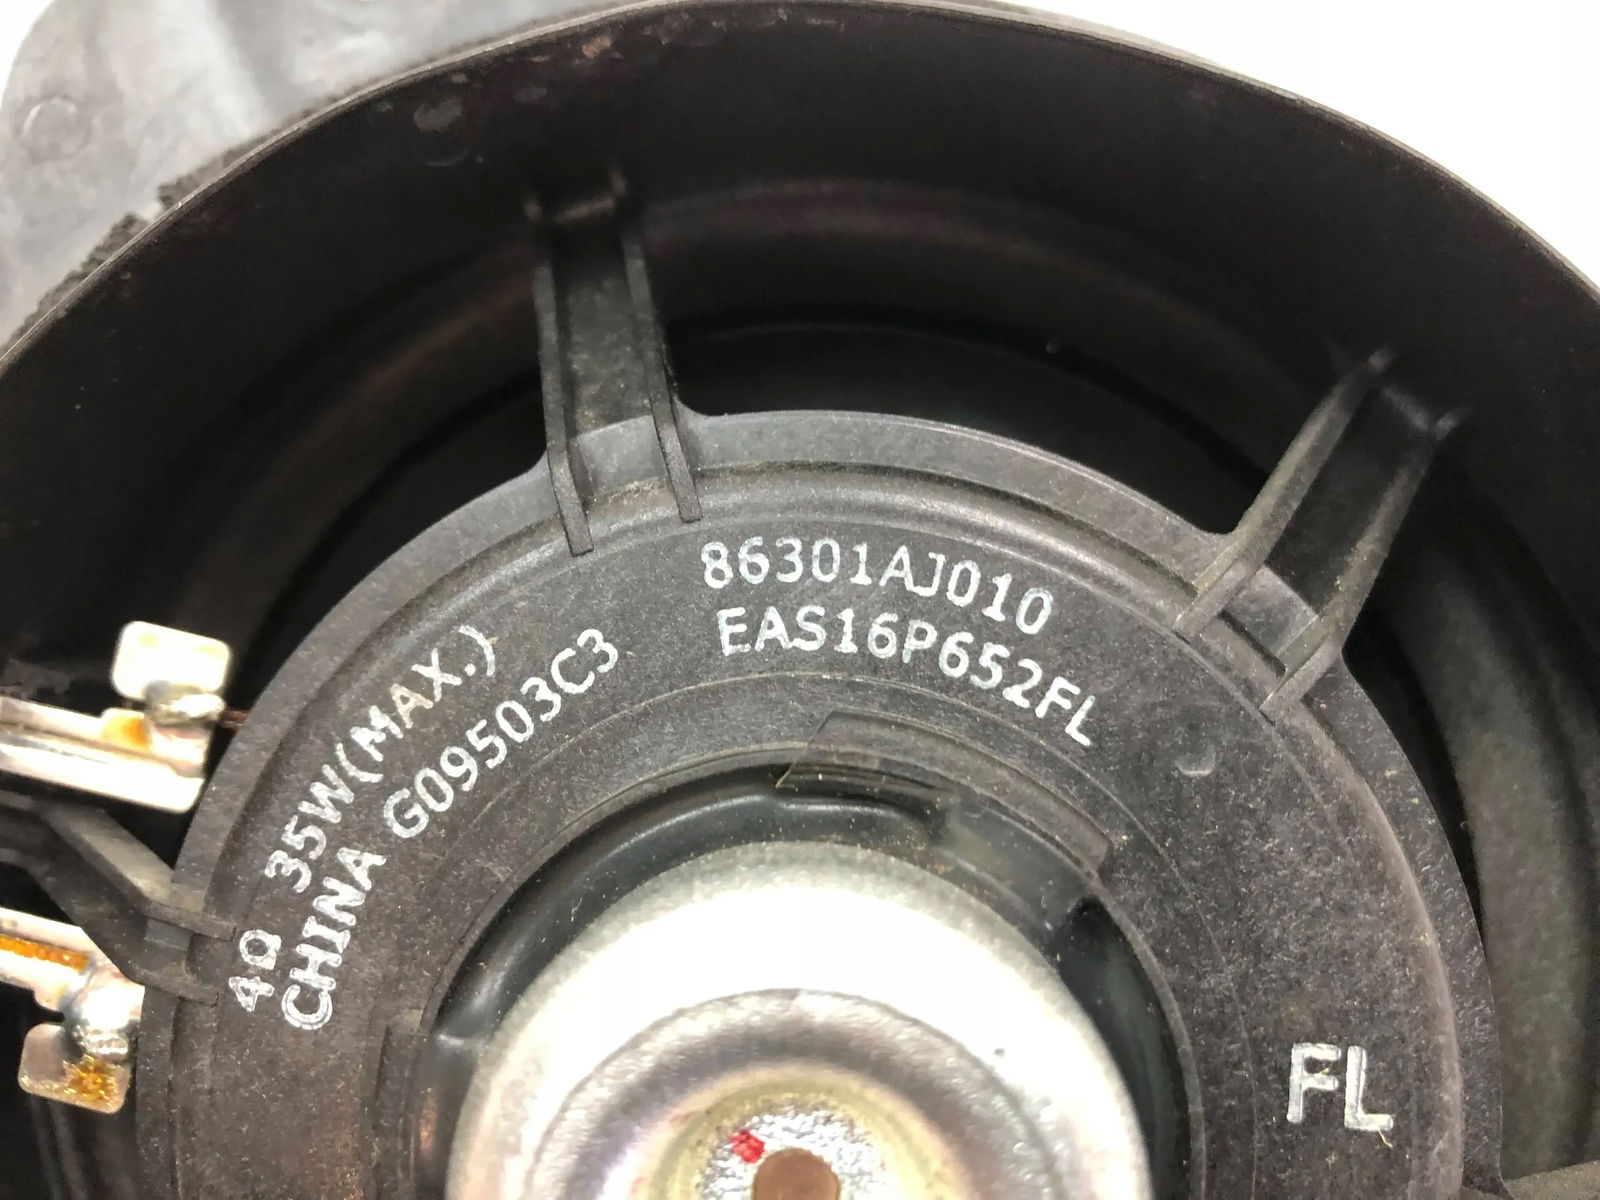 86301AJ010
EAS16P652FL
4Ω 35W(MAX.)
CHINA G09503C3
FL